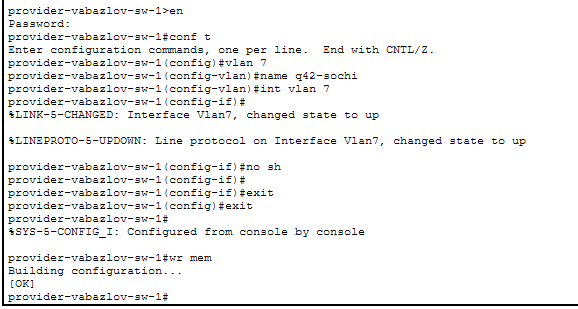 provider-vabazlov-sw-1>en
Password:
provider-vabazlov-sw-1#conf t
Enter configuration commands, one per line.  End with CNTL/Z.
provider-vabazlov-sw-1(config)#vlan 7
provider-vabazlov-sw-1(config-vlan)#name q42-sochi
provider-vabazlov-sw-1(config-vlan)#int vlan 7
provider-vabazlov-sw-1(config-if)#
%LINK-5-CHANGED: Interface Vlan7, changed state to up
%LINEPROTO-5-UPDOWN: Line protocol on Interface Vlan7, changed state to up
provider-vabazlov-sw-1(config-if)#no sh
provider-vabazlov-sw-1(config-if)#
provider-vabazlov-sw-1(config-if)#exit
provider-vabazlov-sw-1(config)#exit
provider-vabazlov-sw-1#
%SYS-5-CONFIG_I: Configured from console by console
provider-vabazlov-sw-1#wr mem
Building configuration...
[OK]
provider-vabazlov-sw-1#